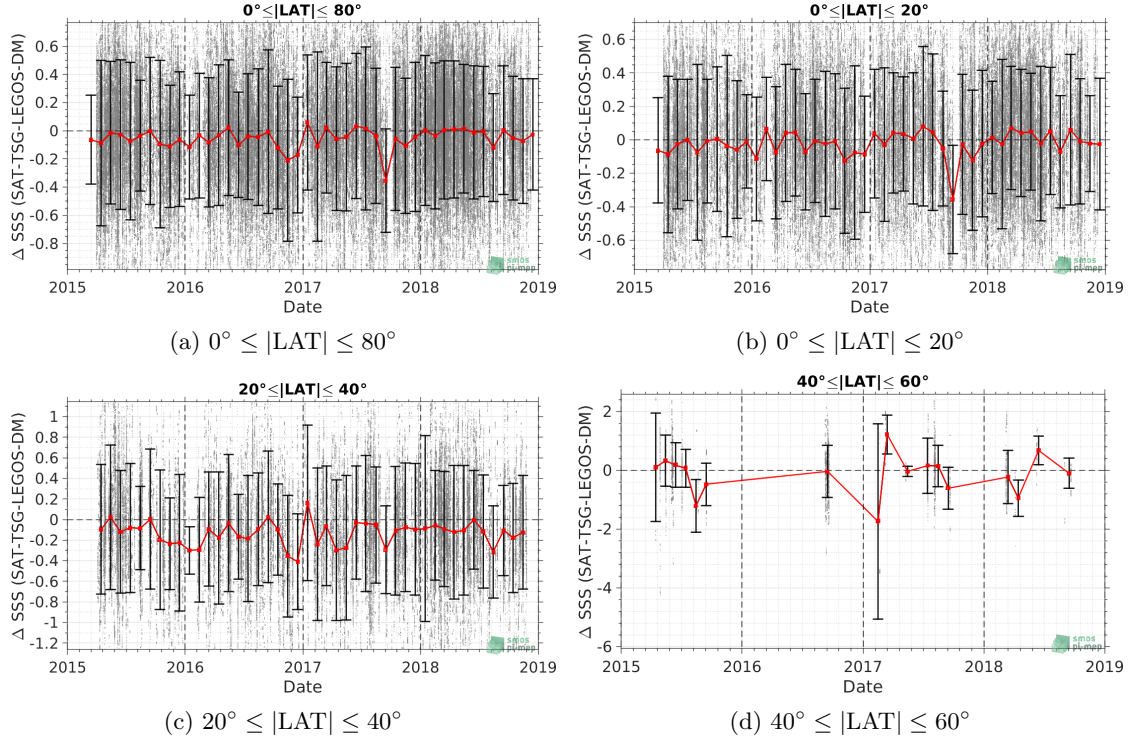 0°≤|LAT|≤ 80°
Δ SSS (SAT-TSG-LEGOS-DM)
0.6
0.4
0.2
0
-0.2
-0.4
-0.6
-0.8
2015
2016
2017
2018
2019
Date
smos
pi-mep
(a) 0° ≤ |LAT| ≤ 80°
0°≤|LAT|≤ 20°
Δ SSS (SAT-TSG-LEGOS-DM)
0.6
0.4
0.2
0
-0.2
-0.4
-0.6
2015
2016
2017
2018
2019
Date
smos
pi-mep
(b) 0° ≤ |LAT| ≤ 20°
20°≤|LAT|≤ 40°
Δ SSS (SAT-TSG-LEGOS-DM)
1
0.8
0.6
0.4
0.2
0
-0.2
-0.4
-0.6
-0.8
-1
-1.2
2015
2016
2017
2018
2019
Date
smos
pi-mep
(c) 20° ≤ |LAT| ≤ 40°
40°≤|LAT|≤ 60°
Δ SSS (SAT-TSG-LEGOS-DM)
2
0
-2
-4
-6
2015
2016
2017
2018
2019
Date
smos
pi-mep
(d) 40° ≤ |LAT| ≤ 60°